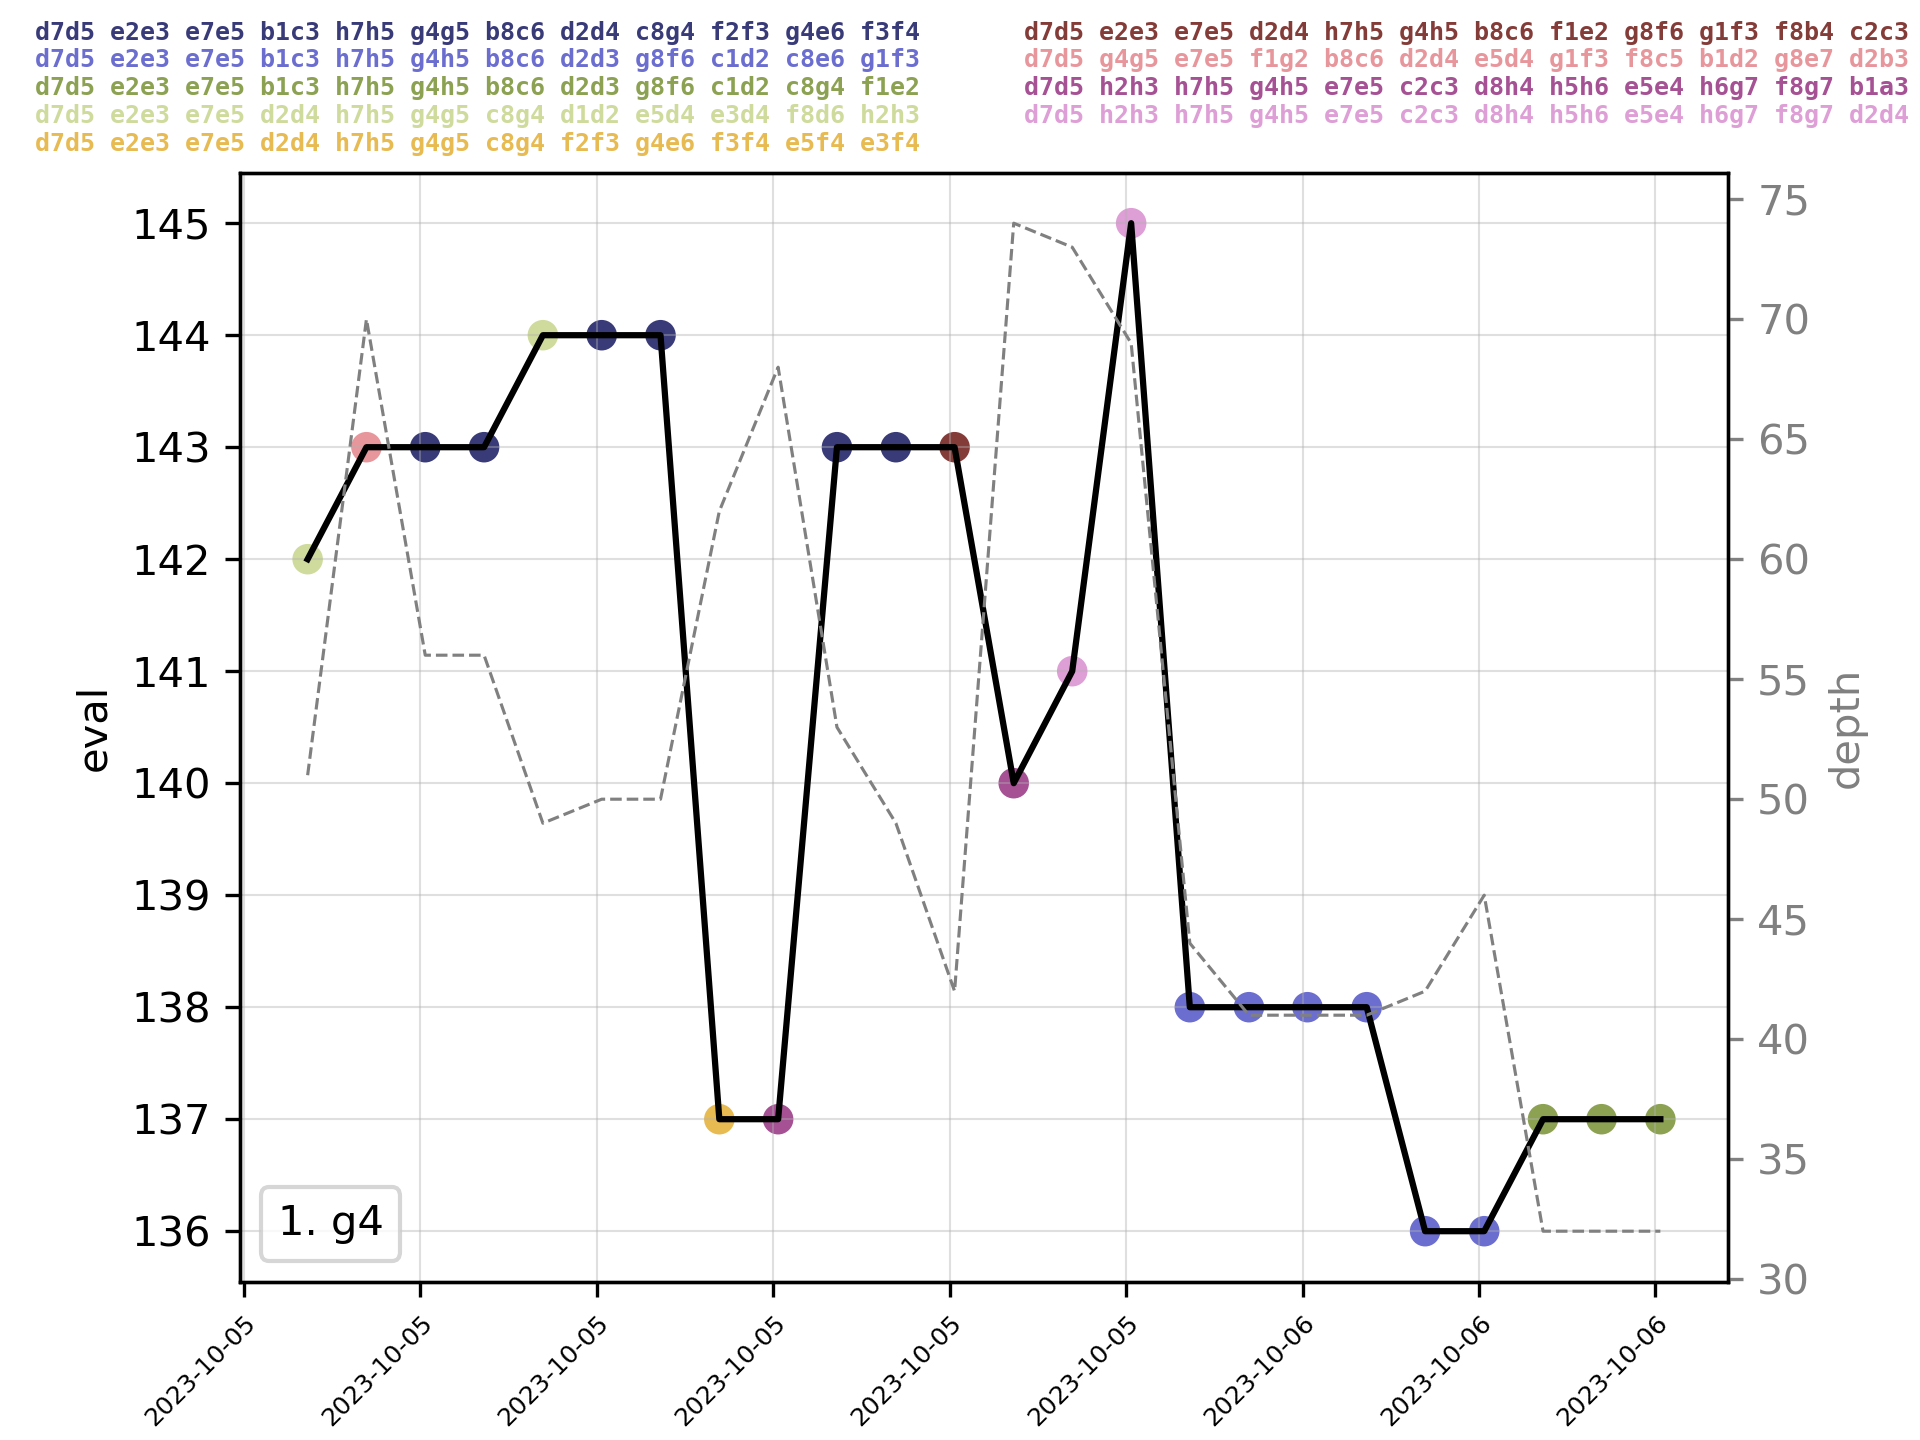 d7d5 e2e3 e7e5 b1c3 h7h5 g4g5 b8c6 d2d4 c8g4 f2f3 g4e6 f3f4
d7d5 e2e3 e7e5 b1c3 h7h5 g4h5 b8c6 d2d3 g8f6 c1d2 c8e6 g1f3
d7d5 e2e3 e7e5 b1c3 h7h5 g4h5 b8c6 d2d3 g8f6 c1d2 c8g4 f1e2
d7d5 e2e3 e7e5 d2d4 h7h5 g4g5 c8g4 d1d2 e5d4 e3d4 f8d6 h2h3
d7d5 e2e3 e7e5 d2d4 h7h5 g4g5 c8g4 f2f3 g4e6 f3f4 e5f4 e3f4
d7d5 e2e3 e7e5 d2d4 h7h5 g4h5 b8c6 f1e2 g8f6 g1f3 f8b4 c2c3
d7d5 g4g5 e7e5 f1g2 b8c6 d2d4 e5d4 g1f3 f8c5 b1d2 g8e7 d2b3
d7d5 h2h3 h7h5 g4h5 e7e5 c2c3 d8h4 h5h6 e5e4 h6g7 f8g7 b1a3
d7d5 h2h3 h7h5 g4h5 e7e5 c2c3 d8h4 h5h6 e5e4 h6g7 f8g7 d2d4
eval
145
144
143
142
141
140
139
138
137
136
1. g4
75
70
65
60
55
50
45
40
35
30
depth
2023-10-05
2023-10-05
2023-10-05
2023-10-05
2023-10-05
2023-10-05
2023-10-06
2023-10-06
2023-10-06